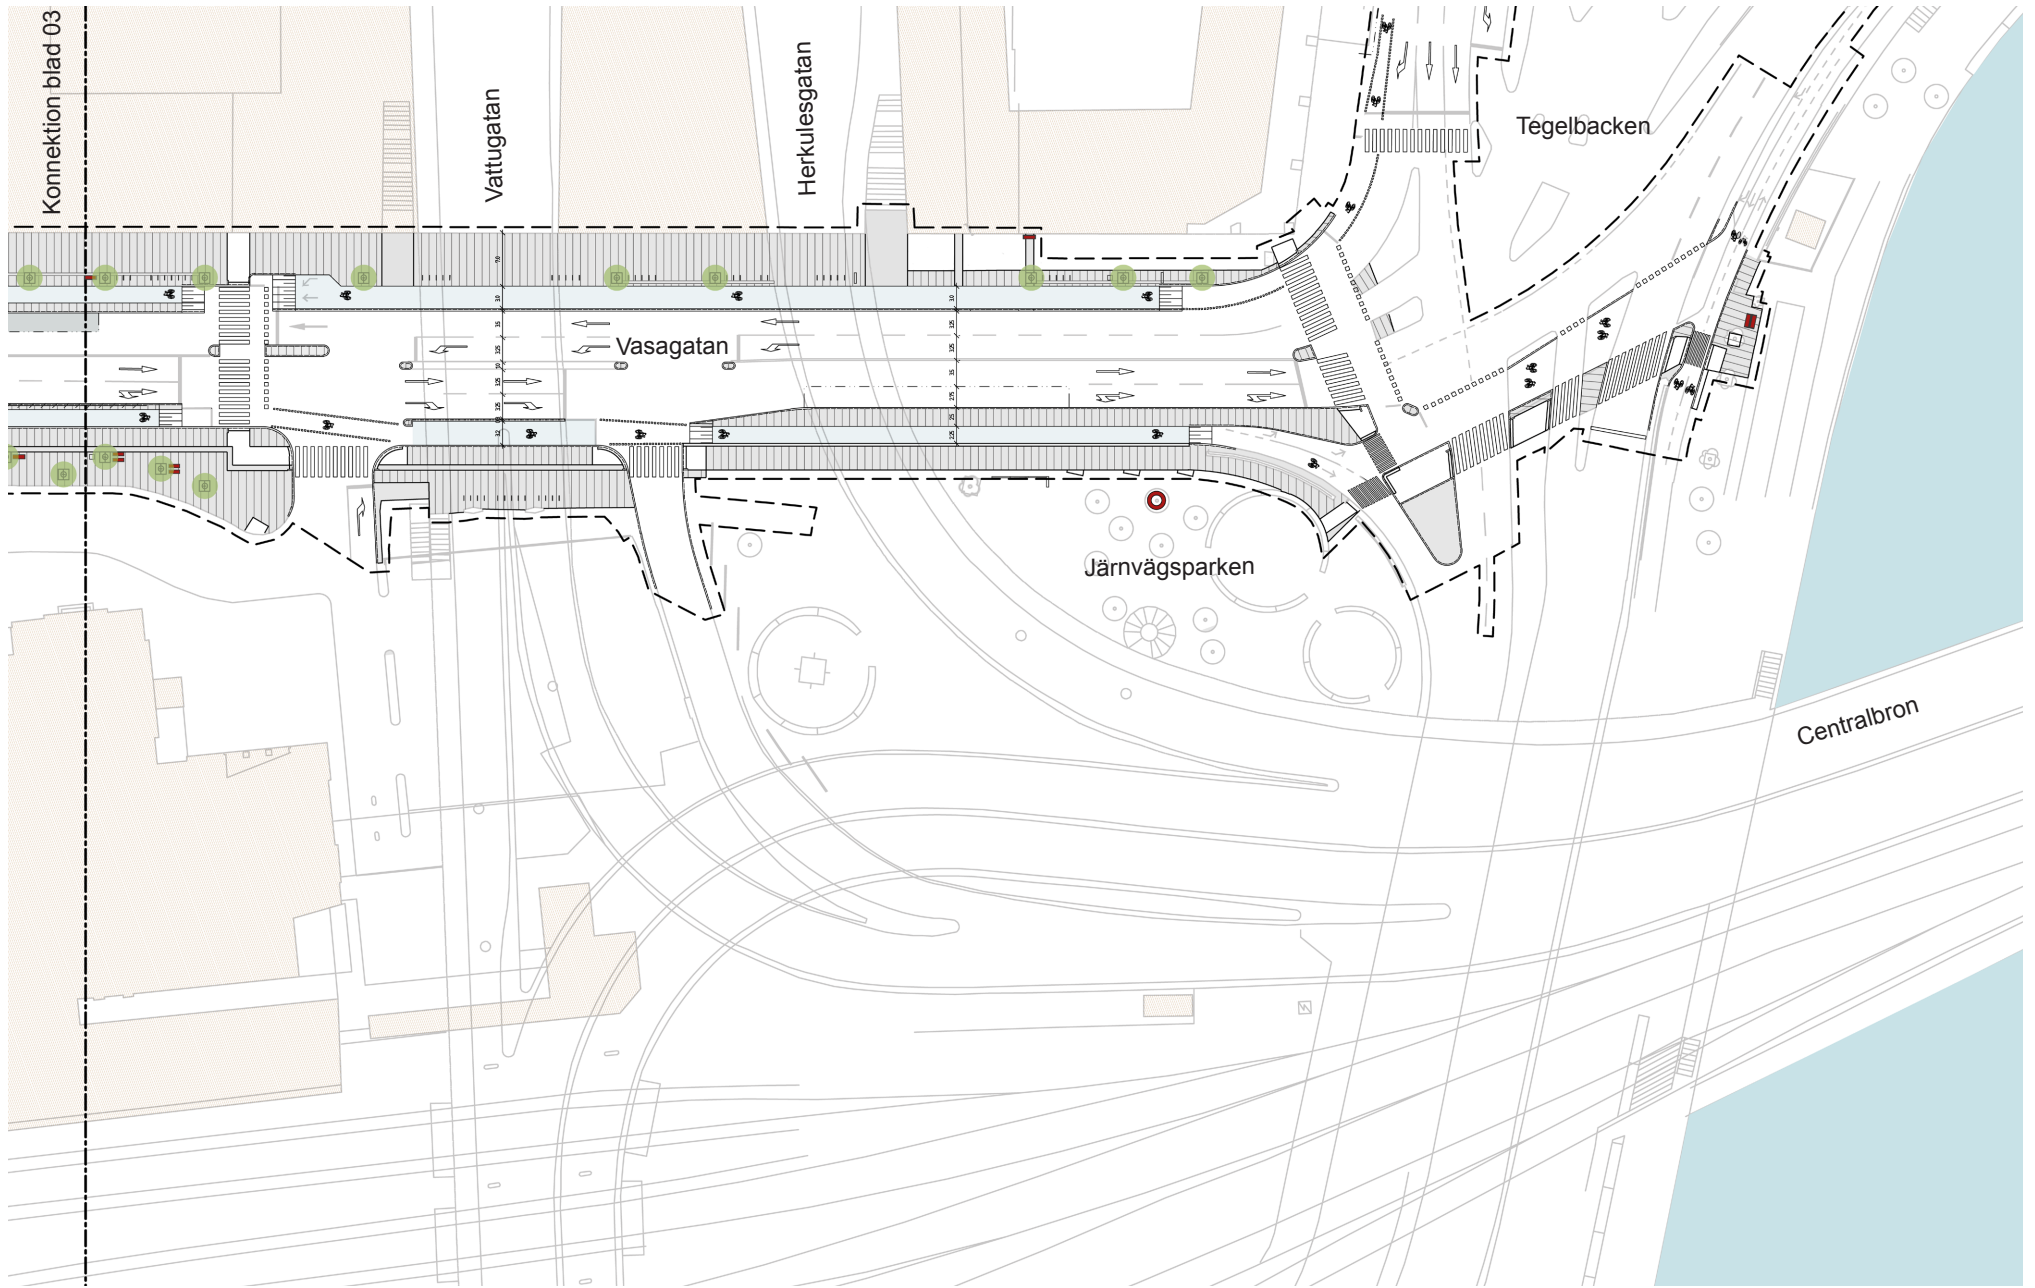 Konnektion blad 03
Vattugatan
Herkulesgatan
Tegelbacken
Vasagatan
Järnvägsparken
Centralbron